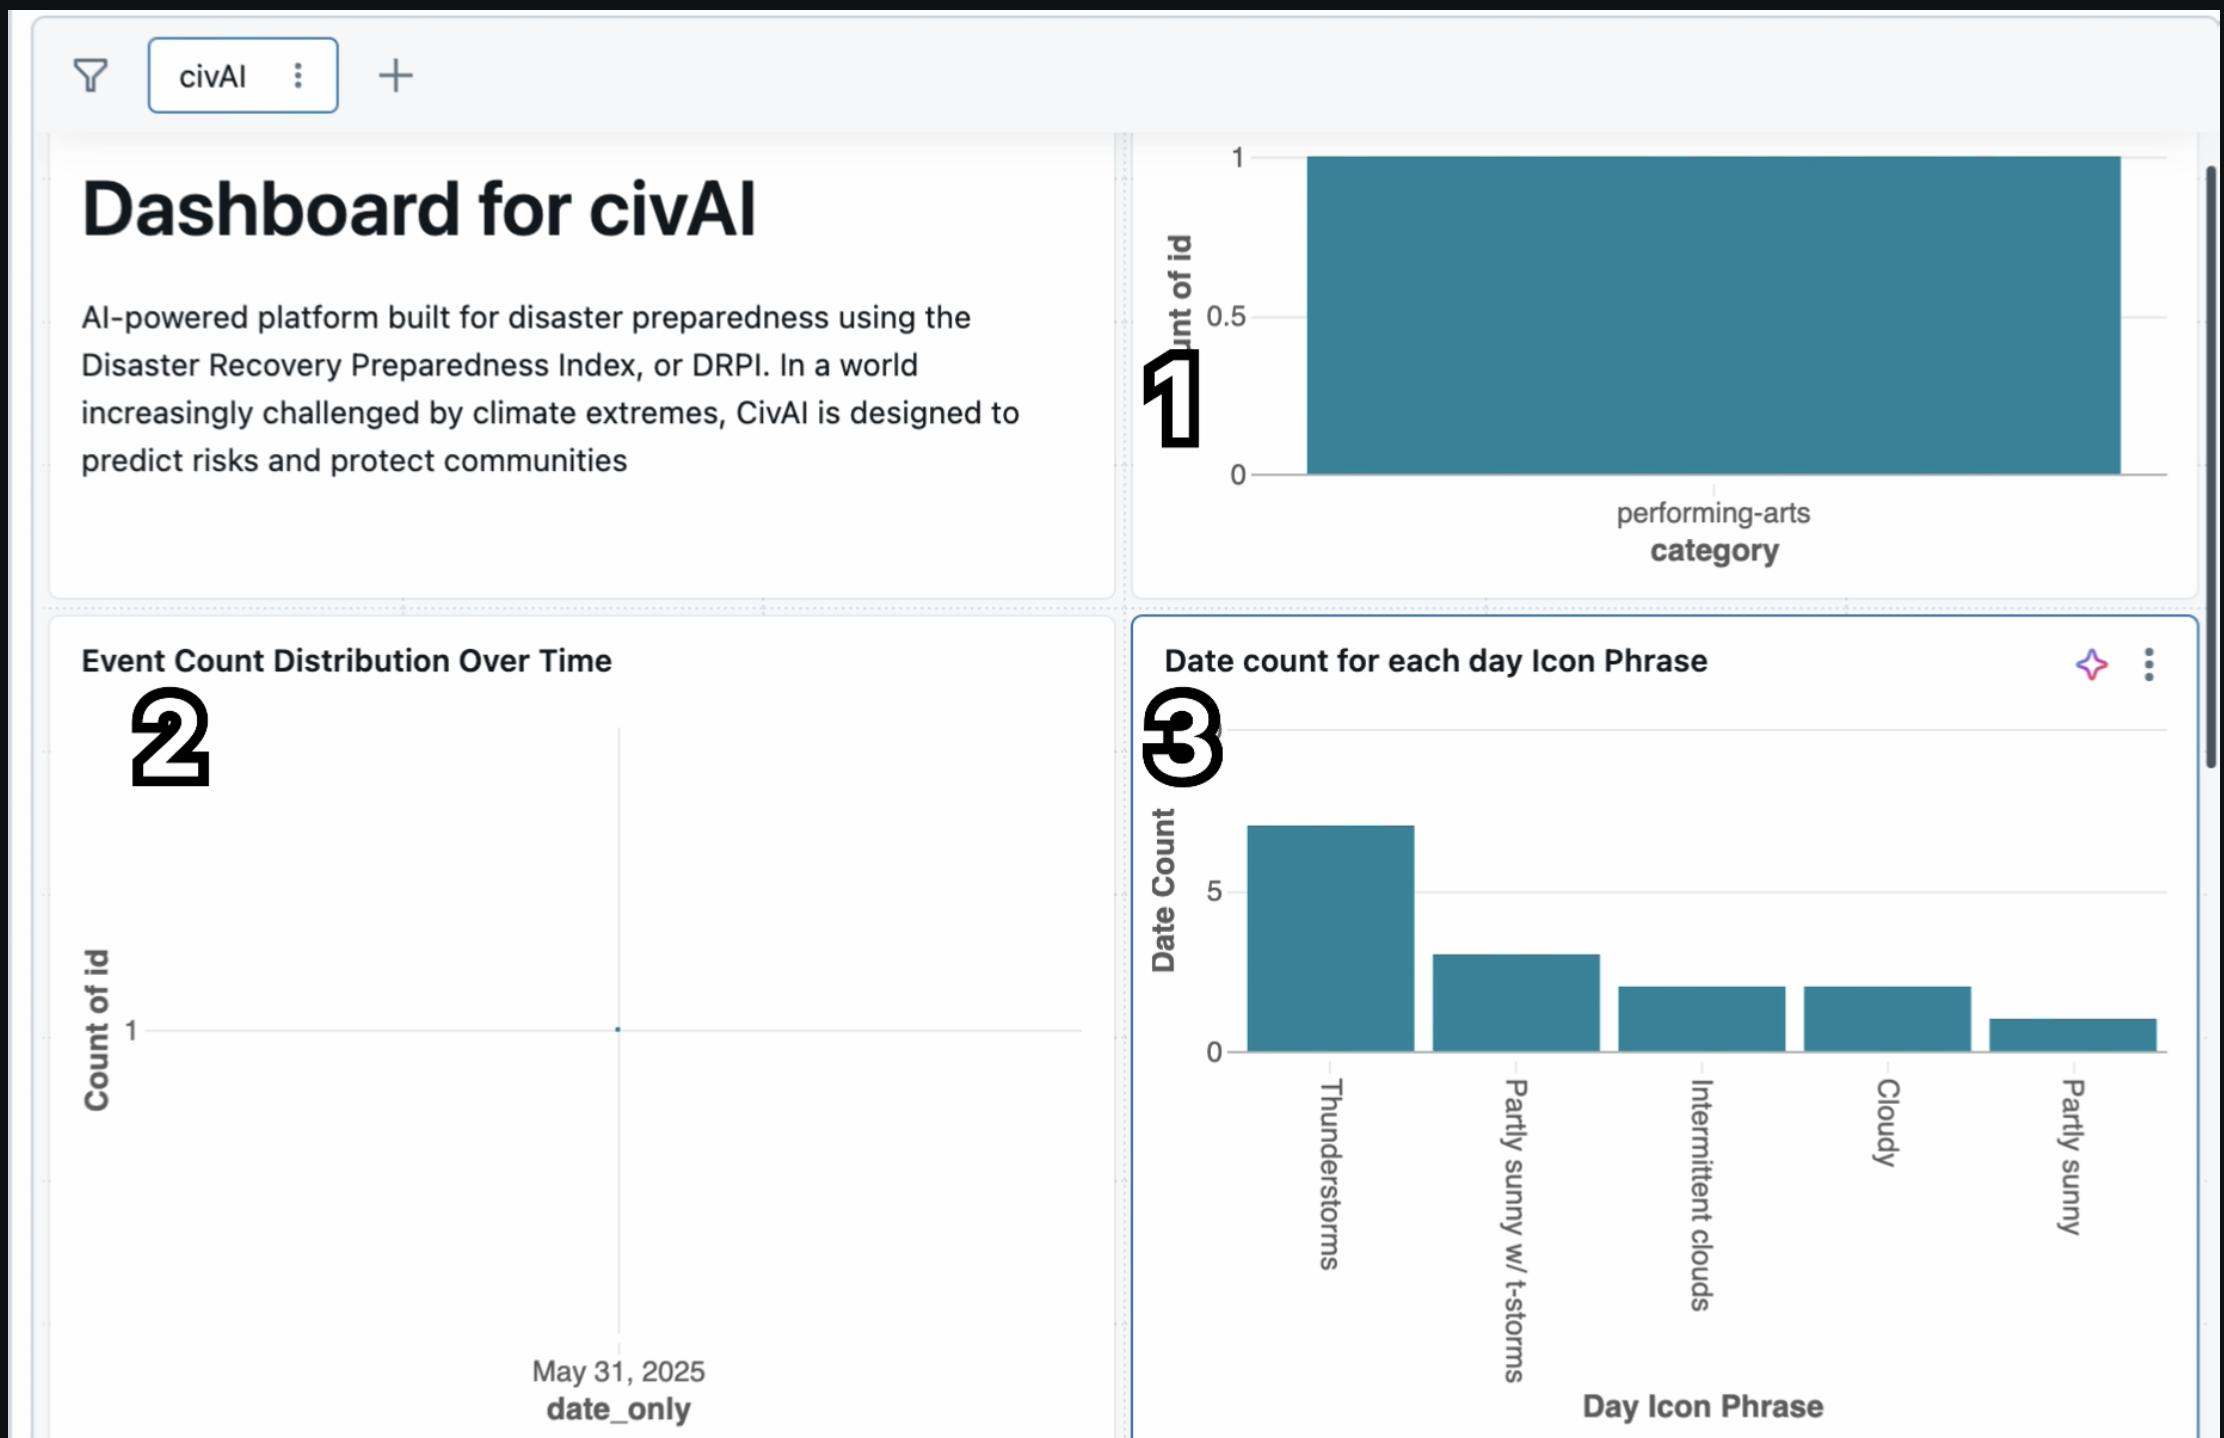 civAI
Dashboard for civAI
AI-powered platform built for disaster preparedness using the
Disaster Recovery Preparedness Index, or DRPI. In a world
increasingly challenged by climate extremes, CivAI is designed to
predict risks and protect communities
1
0.5
0
of id
1
performing-arts
category
Event Count Distribution Over Time
2
Count of id
1
May 31, 2025
date_only
Date count for each day Icon Phrase
3
Date Count
5
0
Thunderstorms
Partly sunny w/ t-storms
Intermittent clouds
Cloudy
Partly sunny
Day Icon Phrase